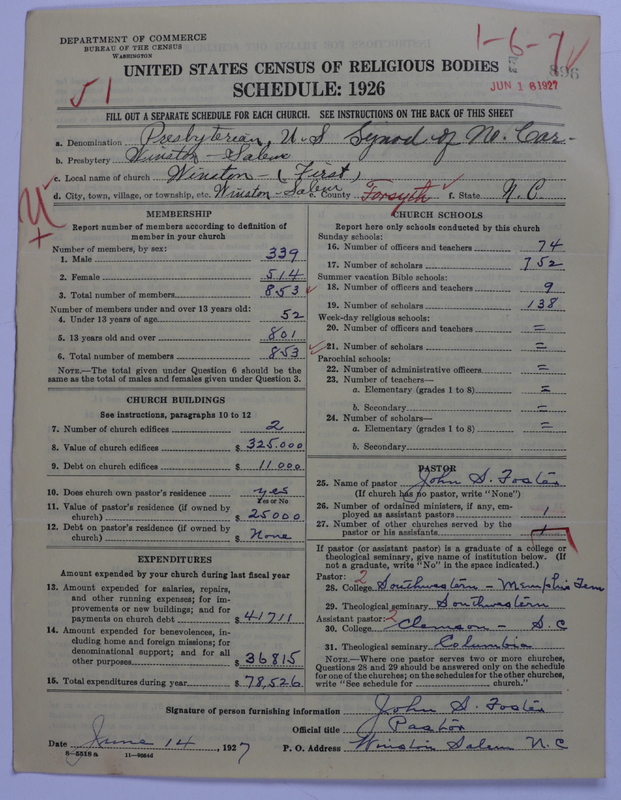 DEPARTMENT OF COMMERCE
BUREAU OF THE CENSUS
WASHINGTON
1-6-7
896
JUN 18 1927
51
UNITED STATES CENSUS OF RELIGIOUS BODIES
SCHEDULE: 1926
FILL OUT A SEPARATE SCHEDULE FOR EACH CHURCH. SEE INSTRUCTIONS ON THE BACK OF THIS SHEET
a. Denomination Presbyterian, U.S Synod of No. Car.
b. Presbytery Winston-Salem
c. Local name of church Winston - (First)
d. City, town, village, or township, etc. Winston-Salem e. County Forsyth f. State N.C.
MEMBERSHIP
Report number of members according to definition of
member in your church
Number of members, by sex:
1. Male 339
2. Female 514
3. Total number of members 853
Number of members under and over 13 years old:
4. Under 13 years of age 52
5. 13 years old and over 801
6. Total number of members 853
NOTE.—The total given under Question 6 should be
same as the total of males and females given under Question 3.
CHURCH BUILDINGS
See instructions, paragraphs 10 to 12
7. Number of church edifices 2
8. Value of church edifices $ 325.000
9. Debt on church edifices $ 11000
10. Does church own pastor's residence yes
Yes or No
11. Value of pastor's residence (if owned by
church) $ 25000
12. Debt on pastor's residence (if owned by
church) $ None
EXPENDITURES
Amount expended by your church during last fiscal year
13. Amount expended for salaries, repairs,
and other running expenses; for im-
provements or new buildings; and for
payments on church debt $ 41711
14. Amount expended for benevolences, in-
cluding home and foreign missions; for
denominational support; and for all
other purposes $ 36815
15. Total expenditures during year $ 78,526
CHURCH SCHOOLS
Report here only schools conducted by this church
Sunday schools:
16. Number of officers and teachers 74
17. Number of scholars 752
Summer vacation Bible schools:
18. Number of officers and teachers 9
19. Number of scholars 138
Week-day religious schools:
20. Number of officers and teachers =
21. Number of scholars =
Parochial schools:
22. Number of administrative officers =
23. Number of teachers—
a. Elementary (grades 1 to 8) =
b. Secondary =
24. Number of scholars—
a. Elementary (grades 1 to 8) =
b. Secondary
PASTOR
25. Name of pastor John S. Foster
(If church has no pastor, write "None")
26. Number of ordained ministers, if any, em-
ployed as assistant pastors 1
27. Number of other churches served by the
pastor or his assistants 1
If pastor (or assistant pastor) is a graduate of a college or
theological seminary, give name of institution below. (If
not a graduate, write "No" in the space indicated.)
Pastor: 2
28. College Southwestern - Memphis Tenn
29. Theological seminary Southwestern
Assistant pastor: 2
30. College Clemson - S.C
31. Theological seminary Columbia
NOTE.—Where one pastor serves two or more churches,
Questions 28 and 29 should be answered only on the schedule
for one of the churches; on the schedules for the other churches,
write "See schedule for ______ church."
Signature of person furnishing information John S. Foster
Official title Pastor
Date June 14, 1927 P. O. Address Winston Salem N.C
8-5519a 11-9564d